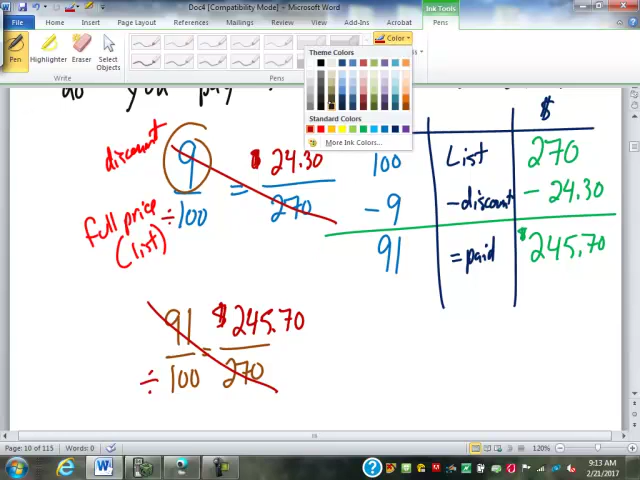 Doc4 [Compatibility Mode] - Microsoft Word
Ink Tools
File Home Insert Page Layout References Mailings Review View Add-Ins Acrobat Pens
Pen Highlighter Eraser Select Objects
Color
Write
Pens
Theme Colors
Standard Colors
More Ink Colors...
do you pay
$
discount 9 $ 24.30 100 List 270
= 
full price ÷ 100 270 - 9 - discount - 24.30
(list) 91 = paid $ 245.70
91 $ 245.70
=
÷ 100 270
Page: 10 of 115 Words: 0 120%
9:13 AM
2/21/2017